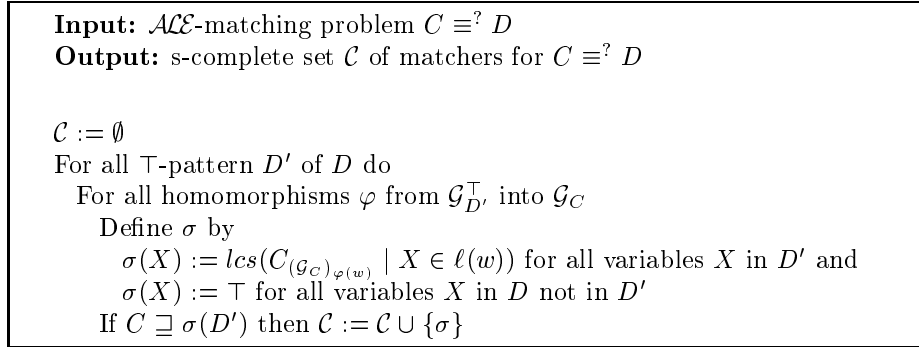 Input: 𝒜ℒℰ-matching problem C ≡? D
Output: s-complete set 𝒞 of matchers for C ≡? D
𝒞 := ∅
For all ⊤-pattern D′ of D do
For all homomorphisms φ from 𝒢⊤D′ into 𝒢C
Define σ by
σ(X) := lcs(C(𝒢C)φ(w) | X ∈ ℓ(w)) for all variables X in D′ and
σ(X) := ⊤ for all variables X in D not in D′
If C ⊒ σ(D′) then 𝒞 := 𝒞 ∪ {σ}